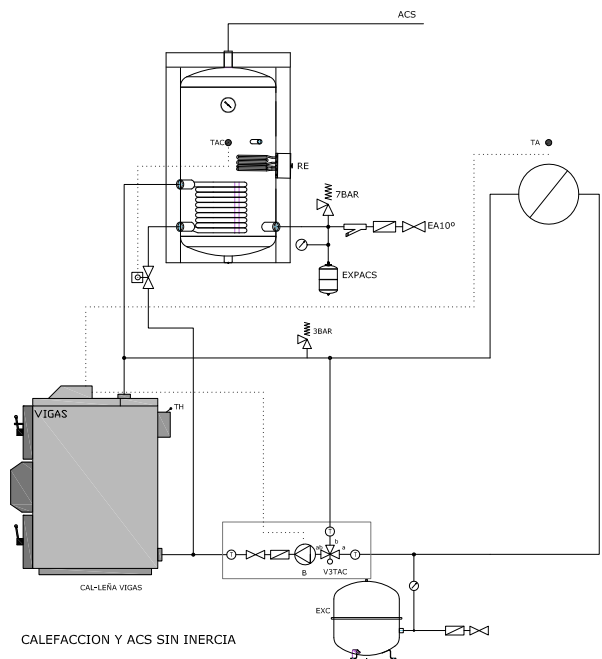 ACS
TAC
TA
RE
7BAR
EA10º
EXPACS
3BAR
VIGAS
TH
T
b
ab
a
T
T
B
V3TAC
CAL-LEÑA VIGAS
EXC
CALEFACCION Y ACS SIN INERCIA